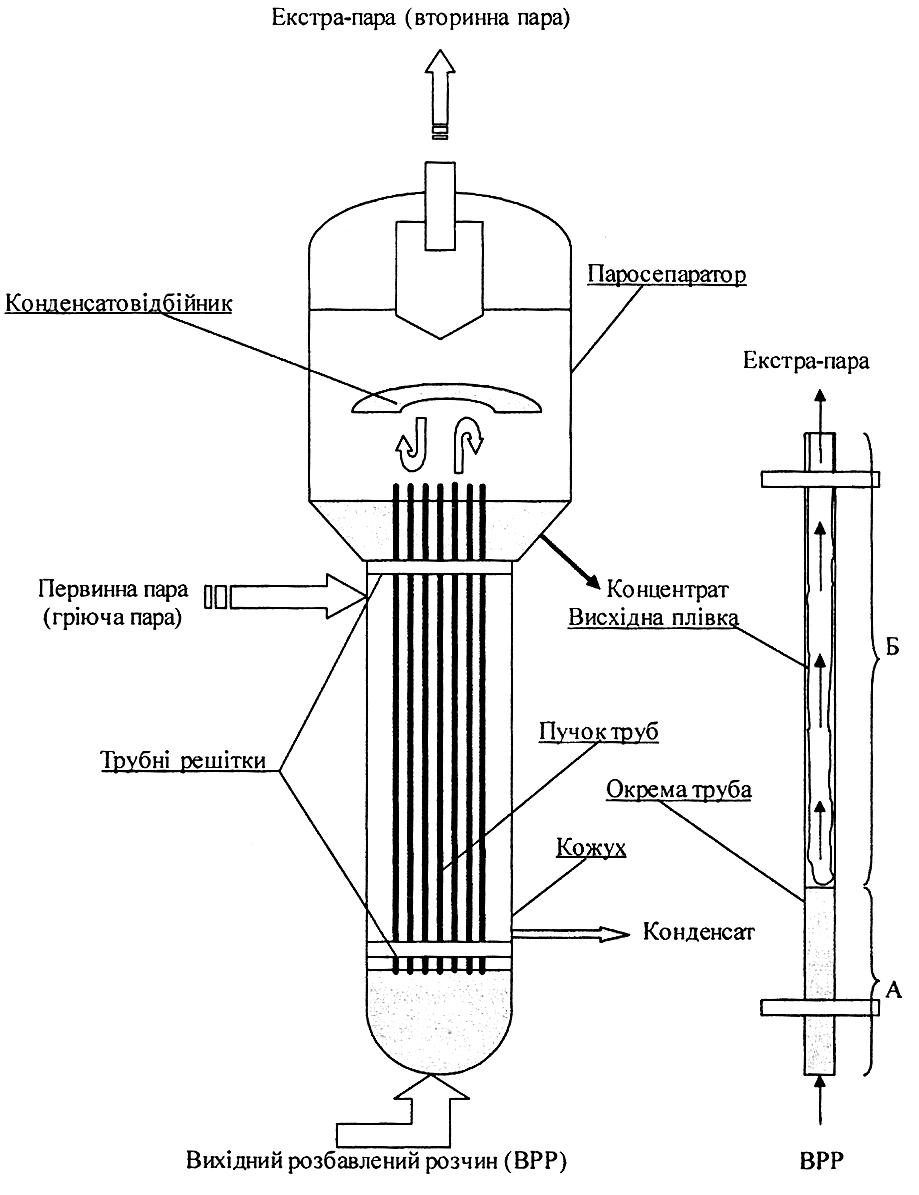 Екстра-пара (вторинна пара)
Паросепаратор
Конденсатовідбійник
Екстра-пара
Первинна пара
(гріюча пара)
Концентрат
Висхідна плівка
Б
Пучок труб
Трубні решітки
Окрема труба
Кожух
Конденсат
А
Вихідний розбавлений розчин (ВРР)
ВРР